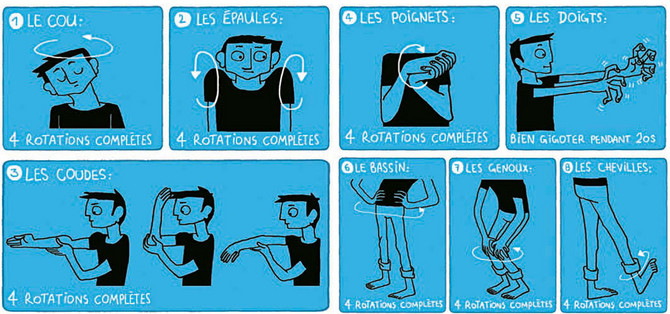 1 LE COU:
4 ROTATIONS COMPLÈTES
2 LES ÉPAULES:
4 ROTATIONS COMPLÈTES
3 LES COUDES:
4 ROTATIONS COMPLÈTES
4 LES POIGNETS:
4 ROTATIONS COMPLÈTES
5 LES DOIGTS:
BIEN GIGOTER PENDANT 20S
6 LE BASSIN:
4 ROTATIONS COMPLÈTES
7 LES GENOUX:
4 ROTATIONS COMPLÈTES
8 LES CHEVILLES:
4 ROTATIONS COMPLÈTES